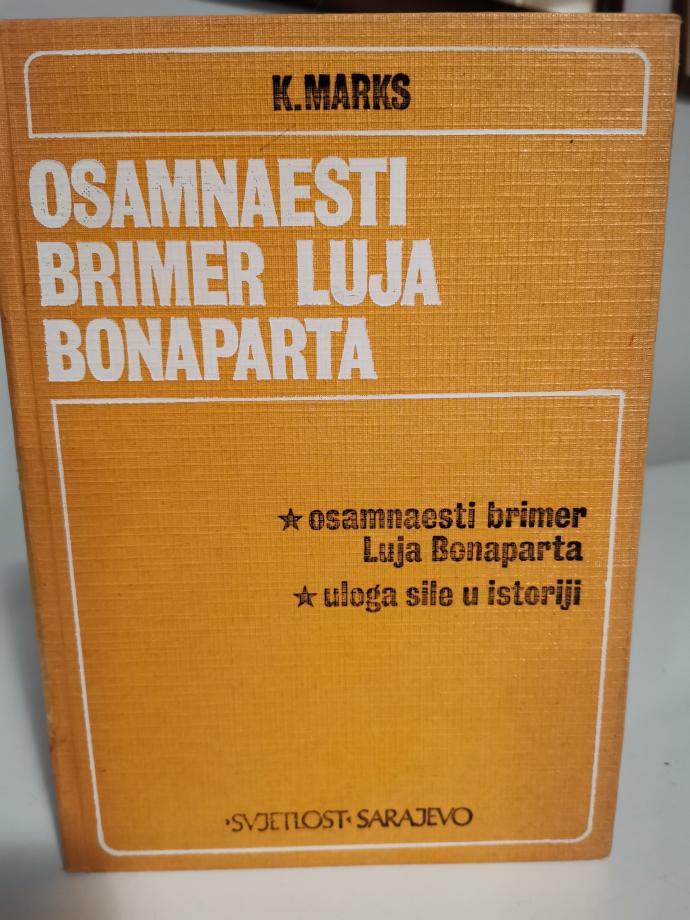 K.MARKS
OSAMNAESTI
BRIMER LUJA
BONAPARTA
★ osamnaesti brimer
Luja Bonaparta
★ uloga sile u istoriji
›SVJETLOST‹ SARAJEVO